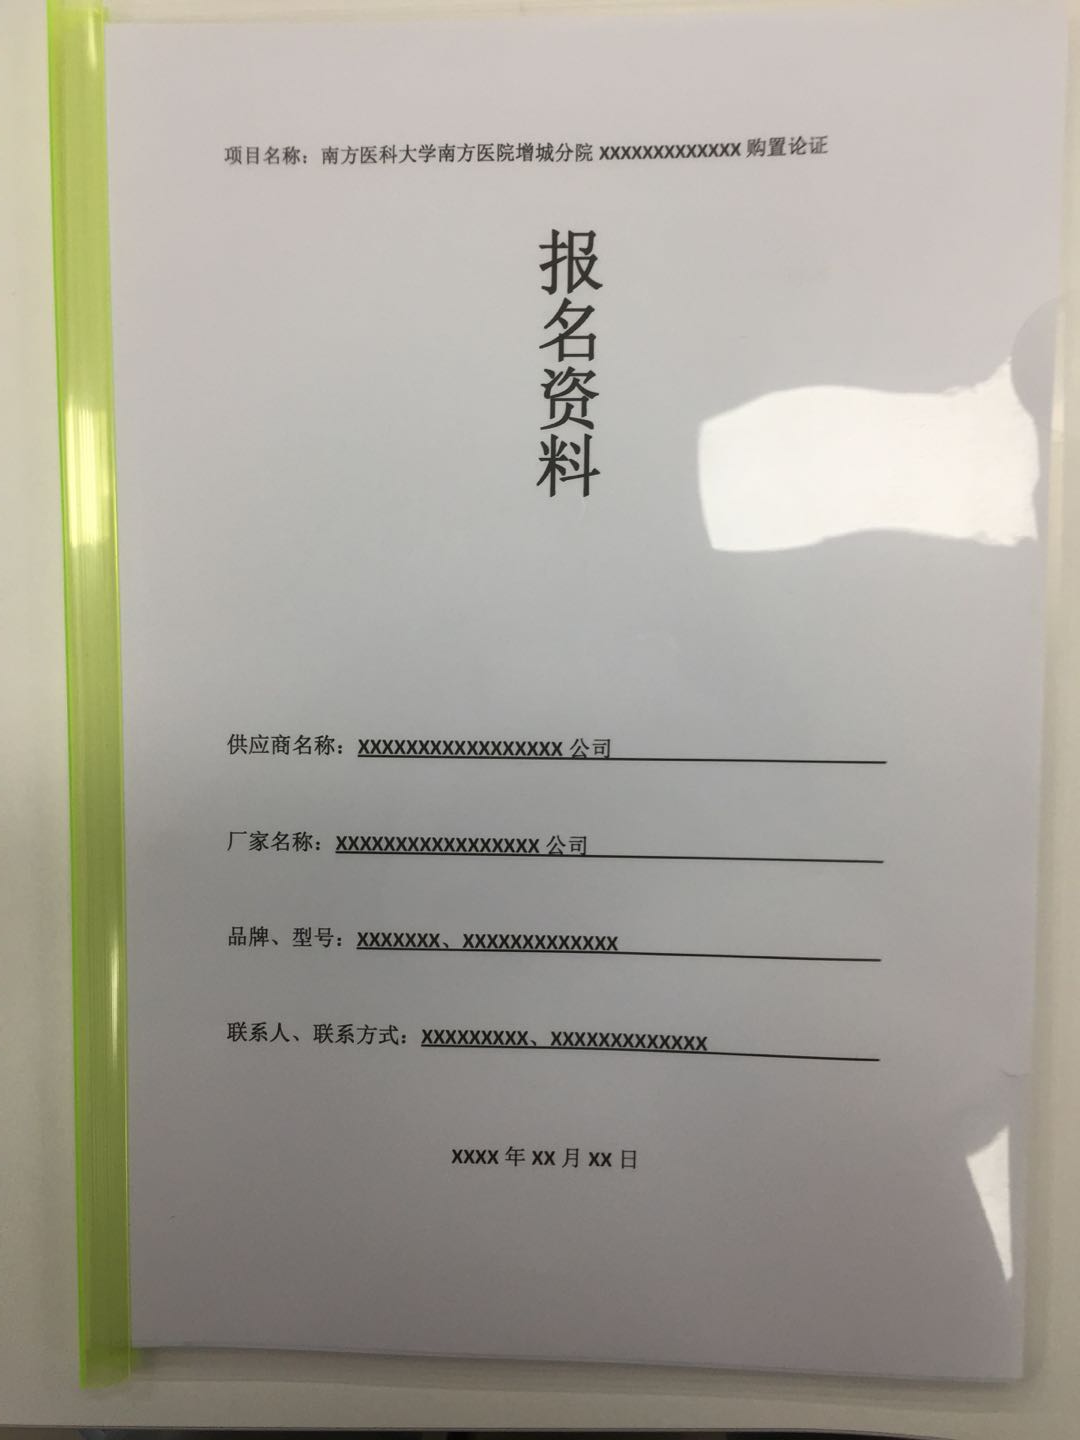 项目名称：南方医科大学南方医院增城分院 XXXXXXXXXXXXX 购置论证
报名资料
供应商名称：XXXXXXXXXXXXXXXXX 公司
厂家名称：XXXXXXXXXXXXXXXXX 公司
品牌、型号：XXXXXXX、XXXXXXXXXXXXX
联系人、联系方式：XXXXXXXXX、XXXXXXXXXXXXX
XXXX 年 XX 月 XX 日